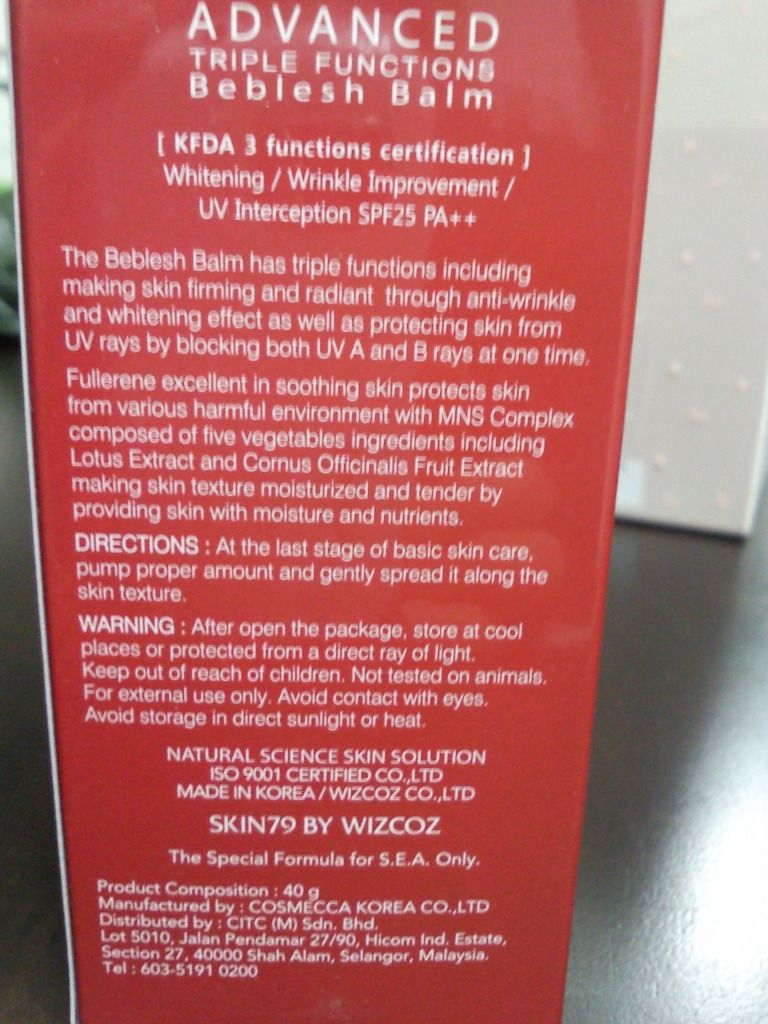 ADVANCED
TRIPLE FUNCTIONS
Beblesh Balm
[ KFDA 3 functions certification ]
Whitening / Wrinkle Improvement /
UV Interception SPF25 PA++
The Beblesh Balm has triple functions including
making skin firming and radiant through anti-wrinkle
and whitening effect as well as protecting skin from
UV rays by blocking both UV A and B rays at one time.
Fullerene excellent in soothing skin protects skin
from various harmful environment with MNS Complex
composed of five vegetables ingredients including
Lotus Extract and Cornus Officinalis Fruit Extract
making skin texture moisturized and tender by
providing skin with moisture and nutrients.
DIRECTIONS : At the last stage of basic skin care,
pump proper amount and gently spread it along the
skin texture.
WARNING : After open the package, store at cool
places or protected from a direct ray of light.
Keep out of reach of children. Not tested on animals.
For external use only. Avoid contact with eyes.
Avoid storage in direct sunlight or heat.
NATURAL SCIENCE SKIN SOLUTION
ISO 9001 CERTIFIED CO.,LTD
MADE IN KOREA / WIZCOZ CO.,LTD
SKIN79 BY WIZCOZ
The Special Formula for S.E.A. Only.
Product Composition : 40 g
Manufactured by : COSMECCA KOREA CO.,LTD
Distributed by : CITC (M) Sdn. Bhd.
Lot 5010, Jalan Pendamar 27/90, Hicom Ind. Estate,
Section 27, 40000 Shah Alam, Selangor, Malaysia.
Tel : 603-5191 0200